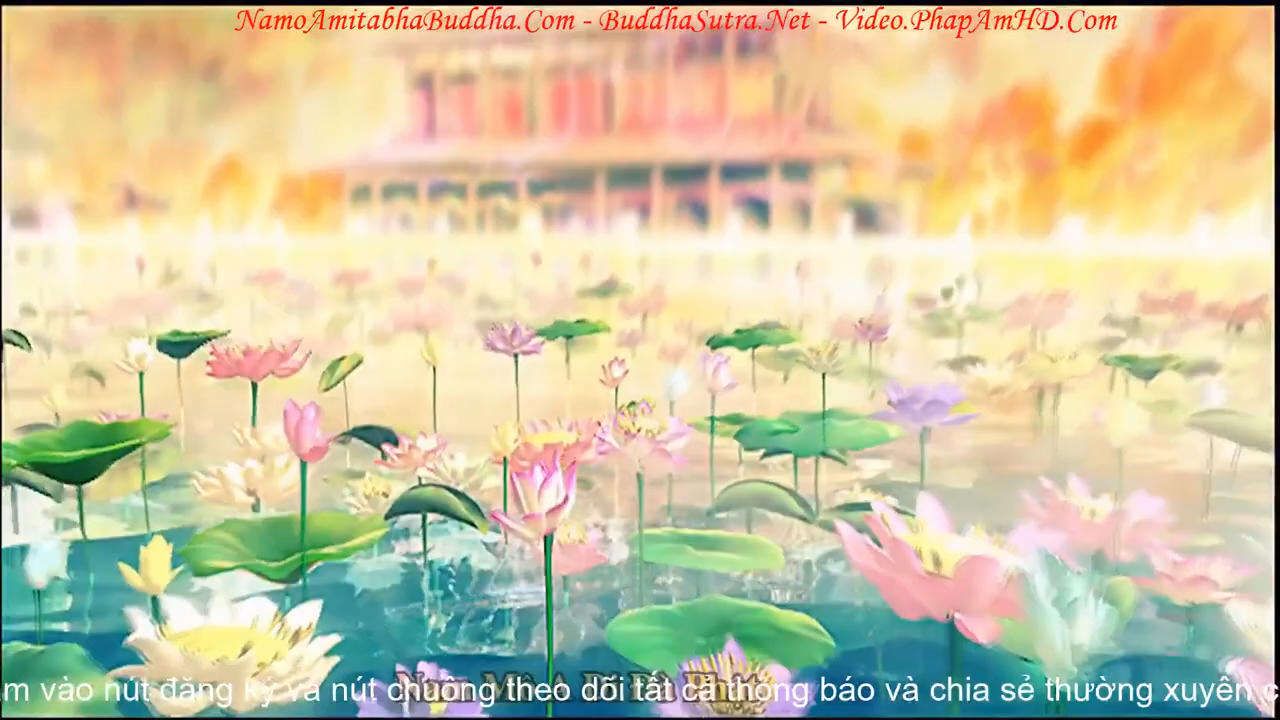 NamoAmitabhaBuddha.Com - BuddhaSutra.Net - Video.PhapAmHD.Com
m vào nút đăng ký và nút chuông theo dõi tất cả thông báo và chia sẻ thường xuyên c